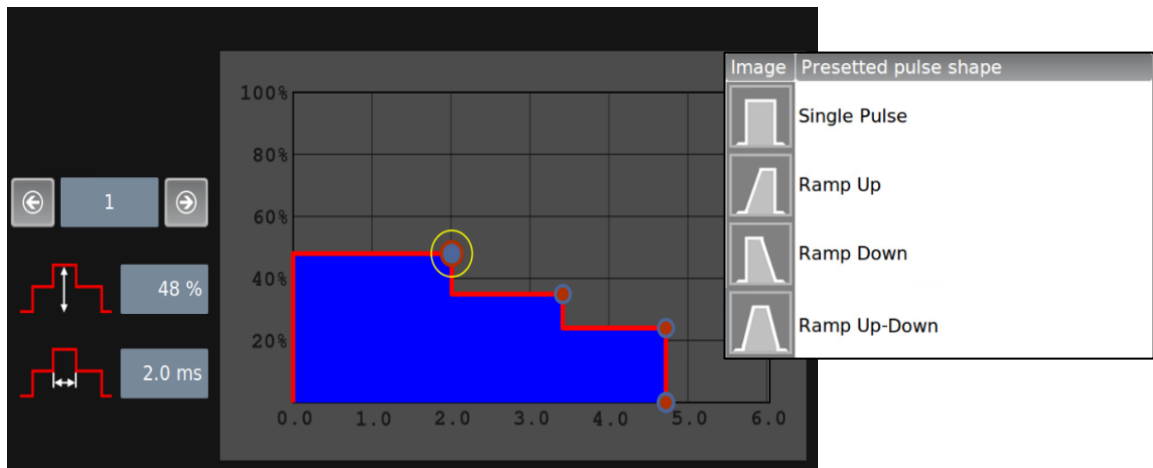 Image Presetted pulse shape
100%
Single Pulse
80%
Ramp Up
1
60%
Ramp Down
40%
48 %
Ramp Up-Down
20%
2.0 ms
0.0 1.0 2.0 3.0 4.0 5.0 6.0